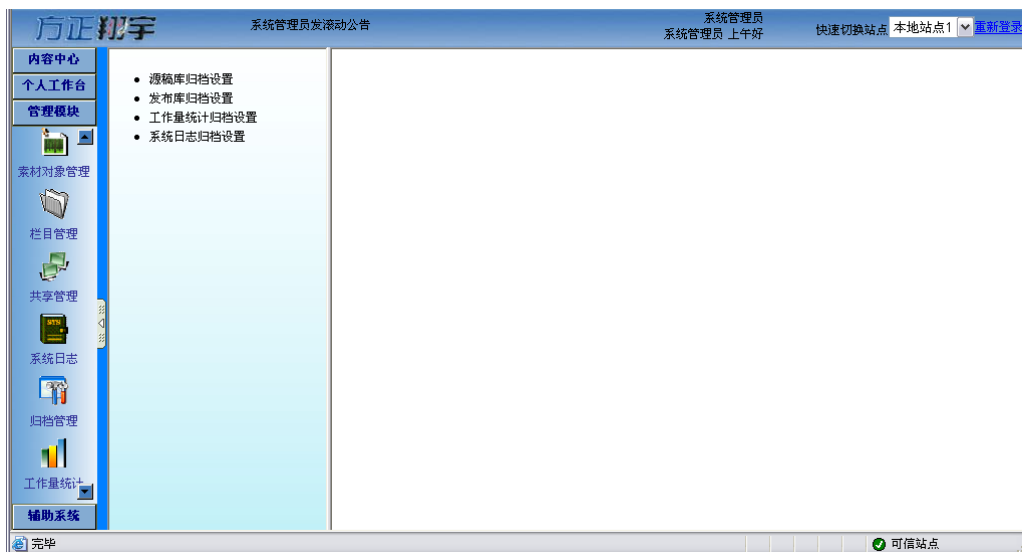 方正翔宇
系统管理员发滚动公告
系统管理员
系统管理员 上午好
快速切换站点 本地站点1 重新登录
内容中心
个人工作台
管理模块
素材对象管理
栏目管理
共享管理
SYS
系统日志
归档管理
工作量统计
辅助系统
源稿库归档设置
发布库归档设置
工作量统计归档设置
系统日志归档设置
完毕
可信站点